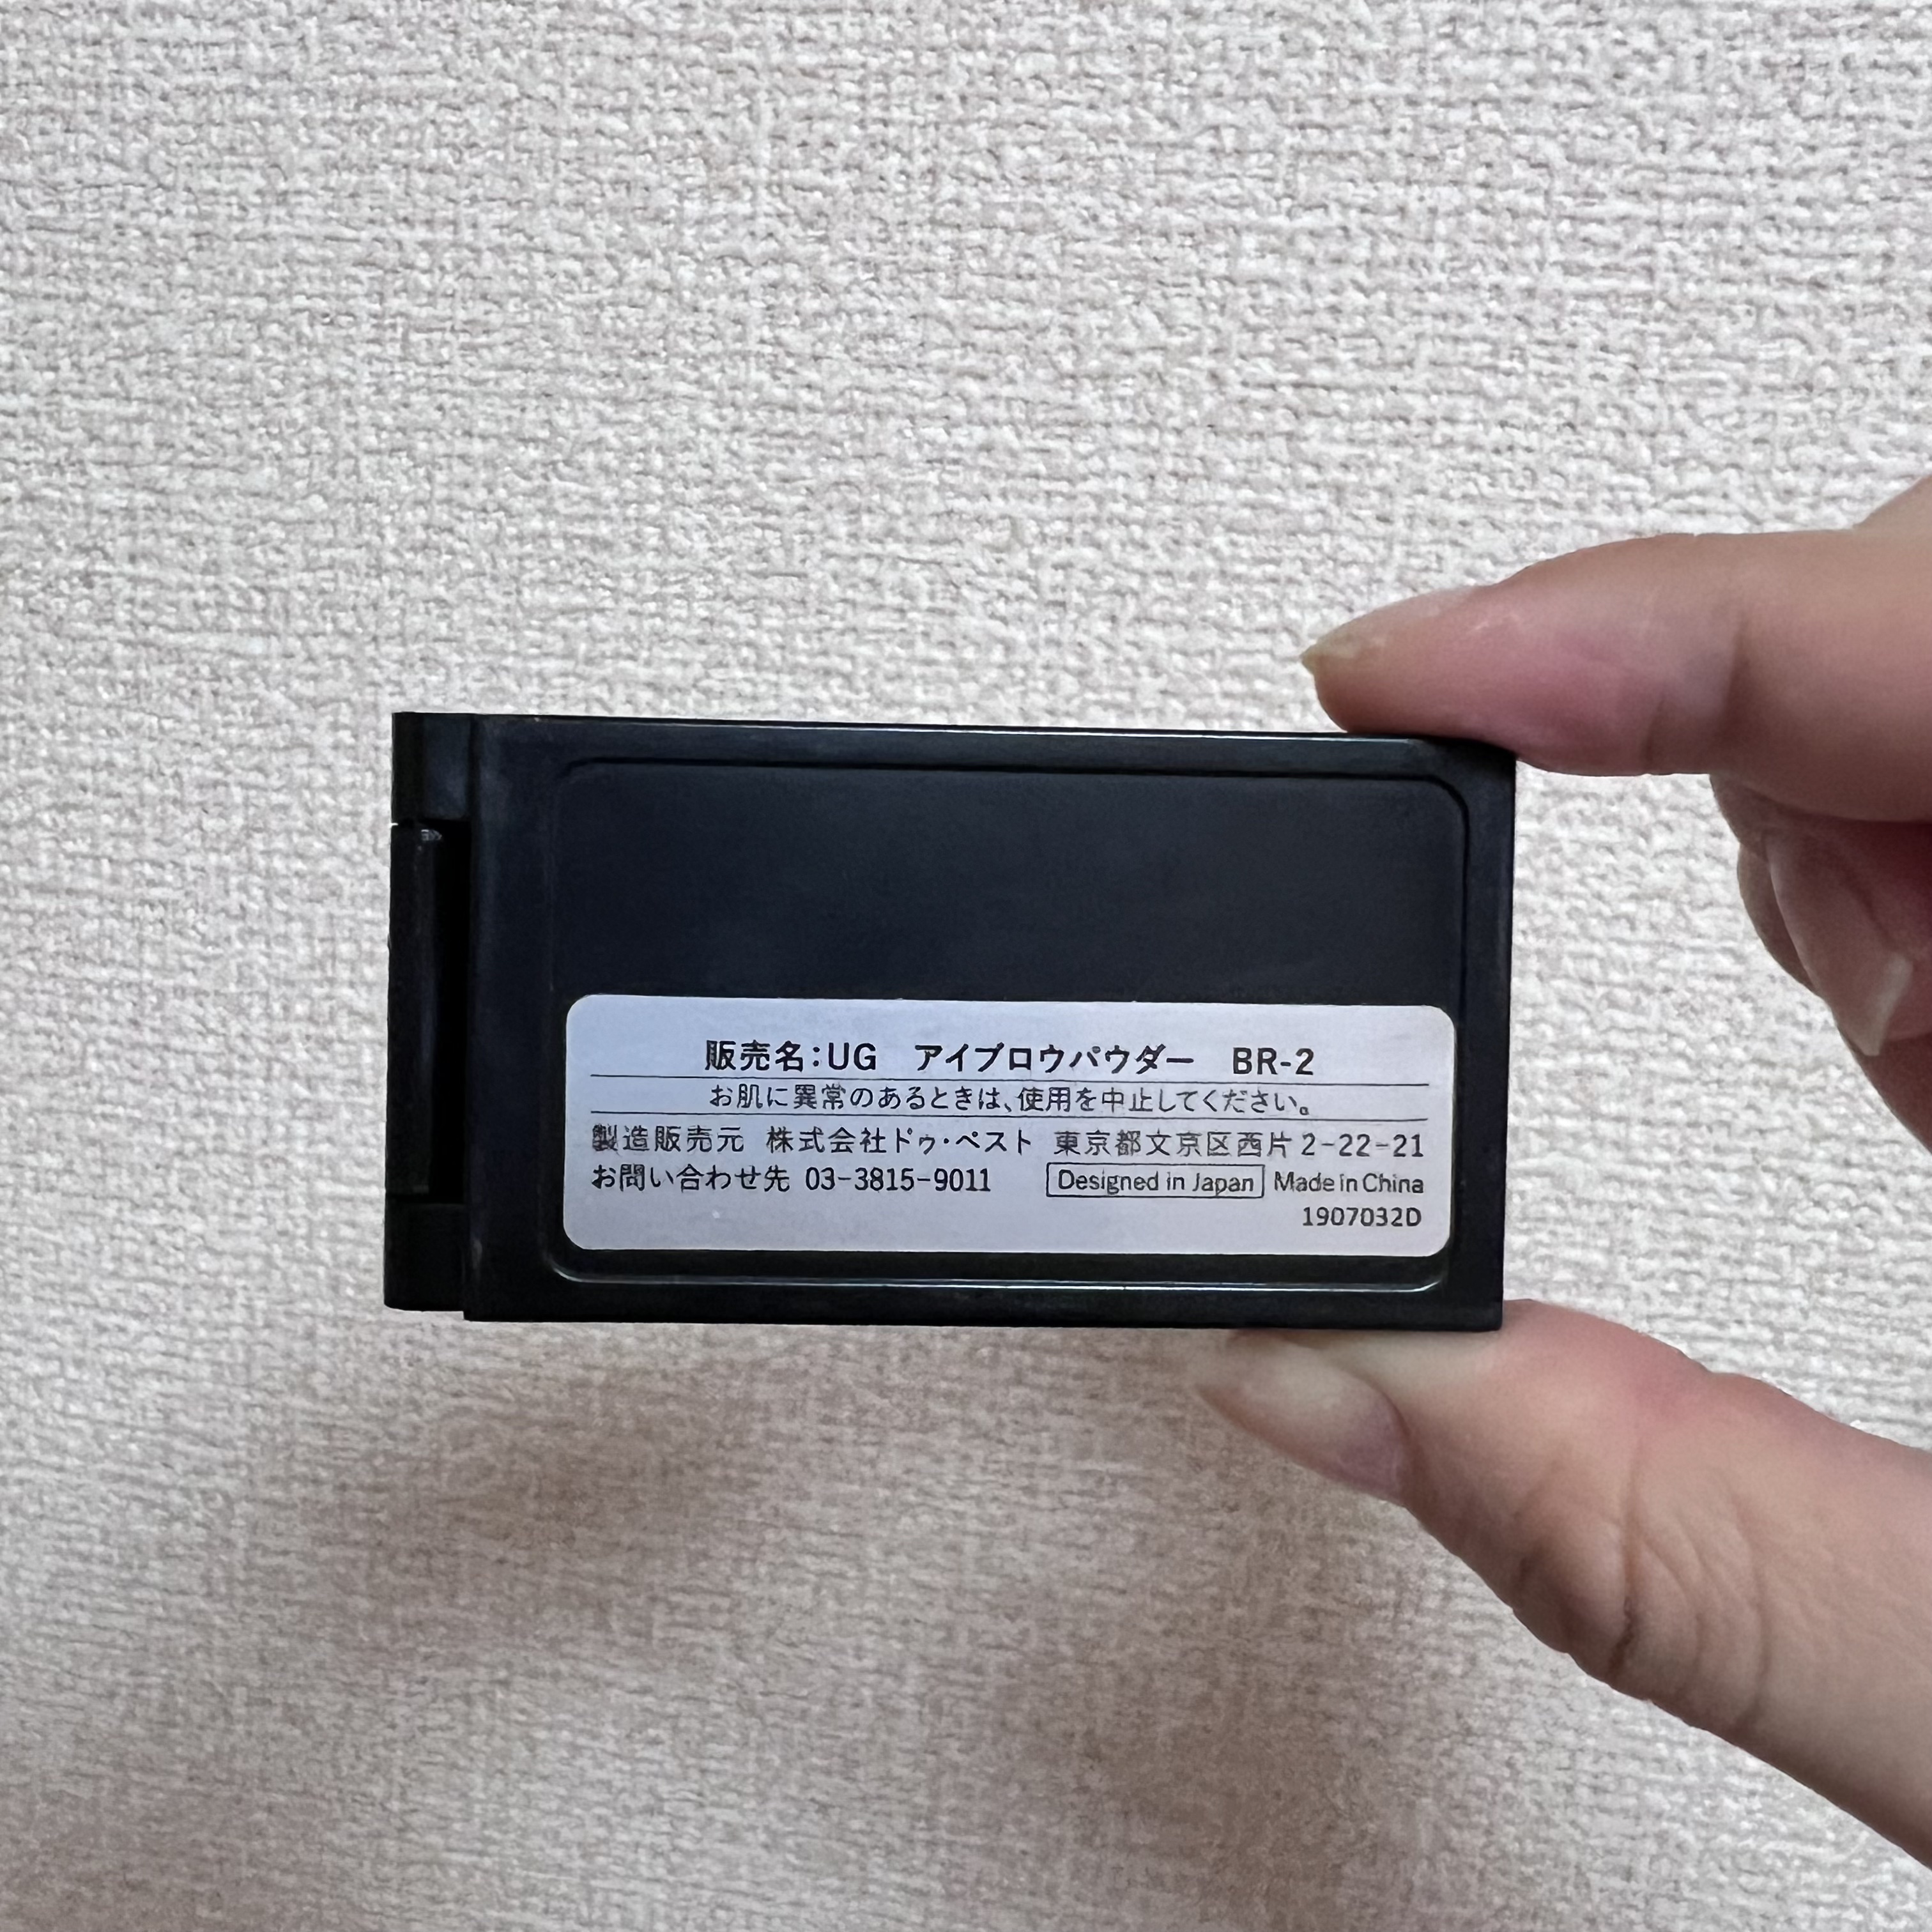 販売名:UG アイブロウパウダー BR-2
お肌に異常のあるときは、使用を中止してください。
製造販売元 株式会社ドゥ・ベスト 東京都文京区西片2-22-21
お問い合わせ先 03-3815-9011 Designed in Japan Made in China
1907032D